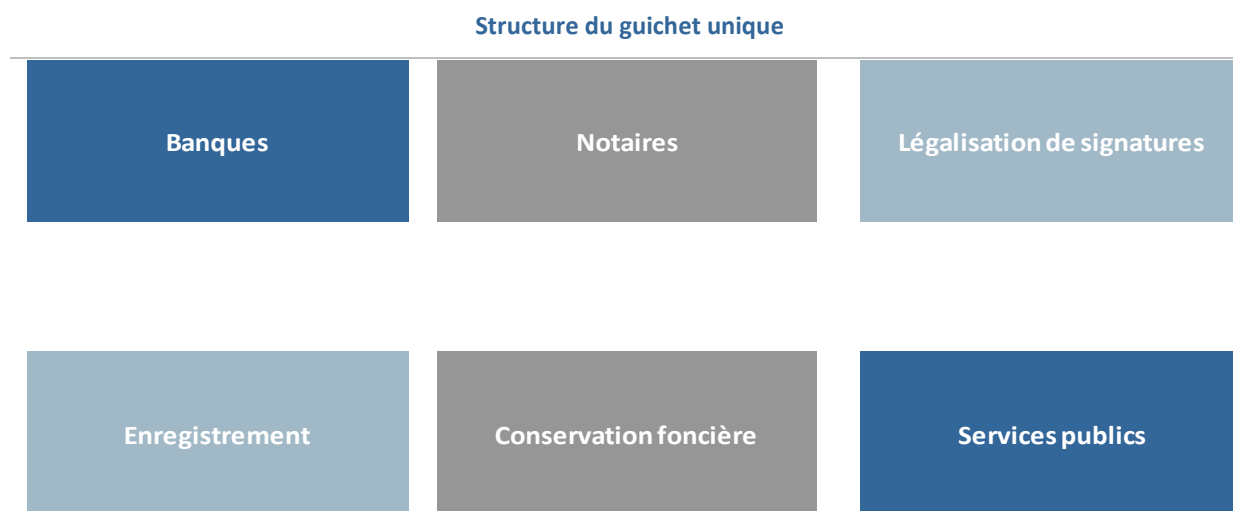 Structure du guichet unique
Banques
Notaires
Légalisation de signatures
Enregistrement
Conservation foncière
Services publics